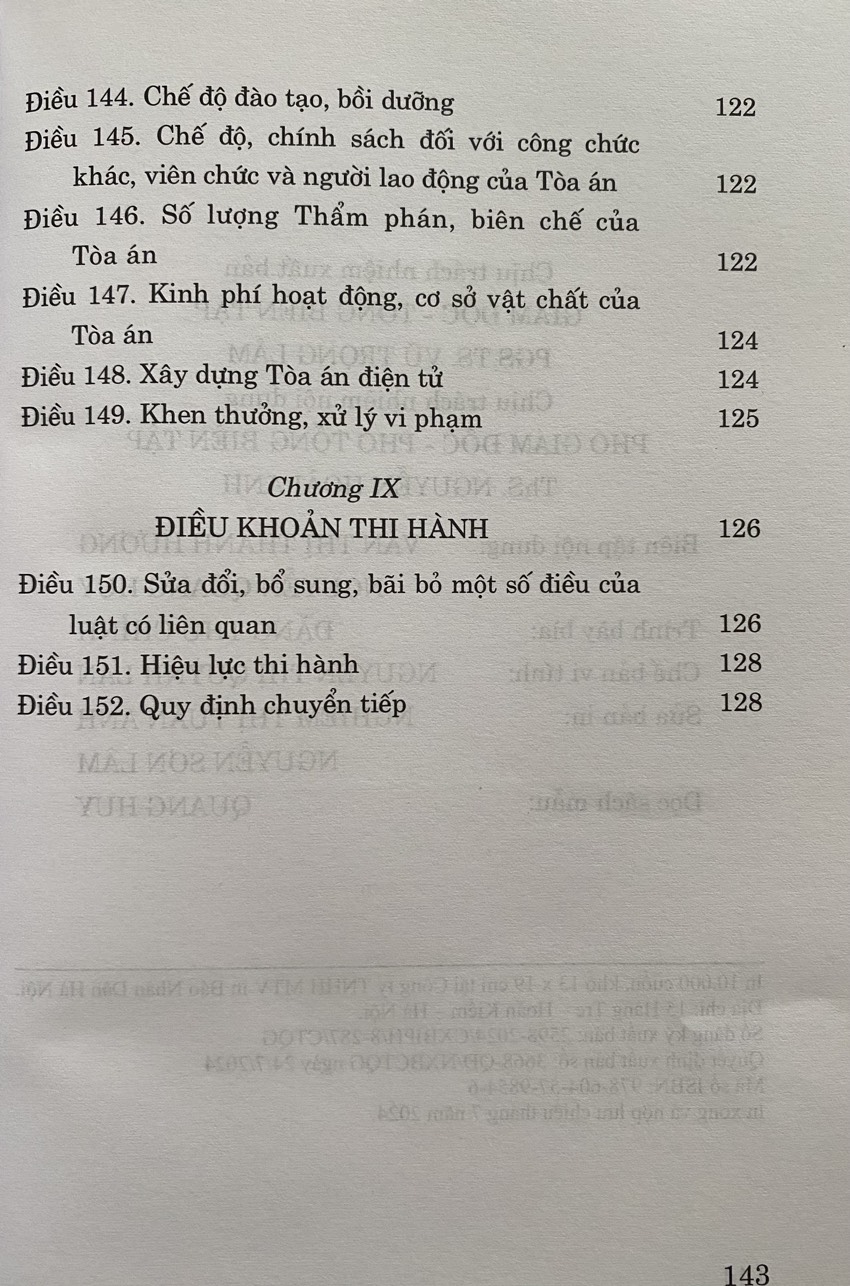 Điều 144. Chế độ đào tạo, bồi dưỡng 122
Điều 145. Chế độ, chính sách đối với công chức
khác, viên chức và người lao động của Tòa án 122
Điều 146. Số lượng Thẩm phán, biên chế của
Tòa án 122
Điều 147. Kinh phí hoạt động, cơ sở vật chất của
Tòa án 124
Điều 148. Xây dựng Tòa án điện tử 124
Điều 149. Khen thưởng, xử lý vi phạm 125
Chương IX
ĐIỀU KHOẢN THI HÀNH 126
Điều 150. Sửa đổi, bổ sung, bãi bỏ một số điều của
luật có liên quan 126
Điều 151. Hiệu lực thi hành 128
Điều 152. Quy định chuyển tiếp 128
143